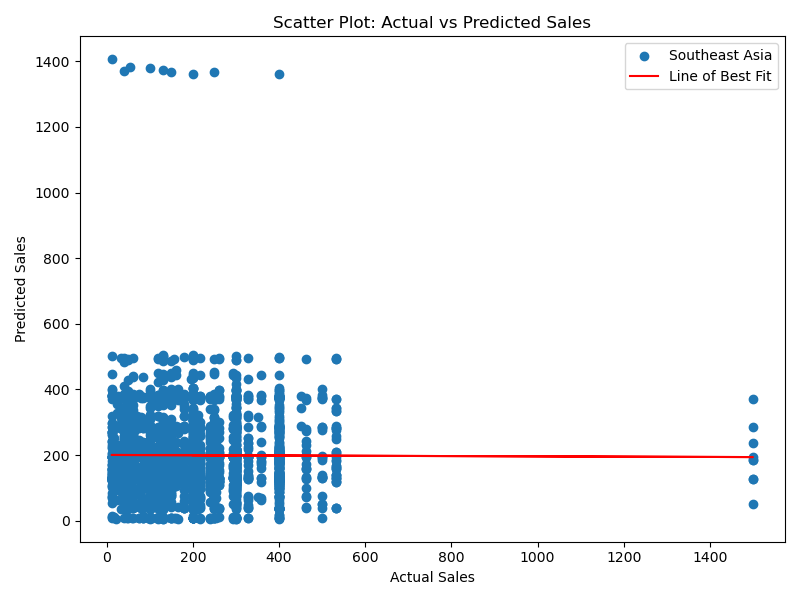 Scatter Plot: Actual vs Predicted Sales
Southeast Asia
Line of Best Fit
1400
1200
1000
800
600
400
200
0
Predicted Sales
0 200 400 600 800 1000 1200 1400
Actual Sales